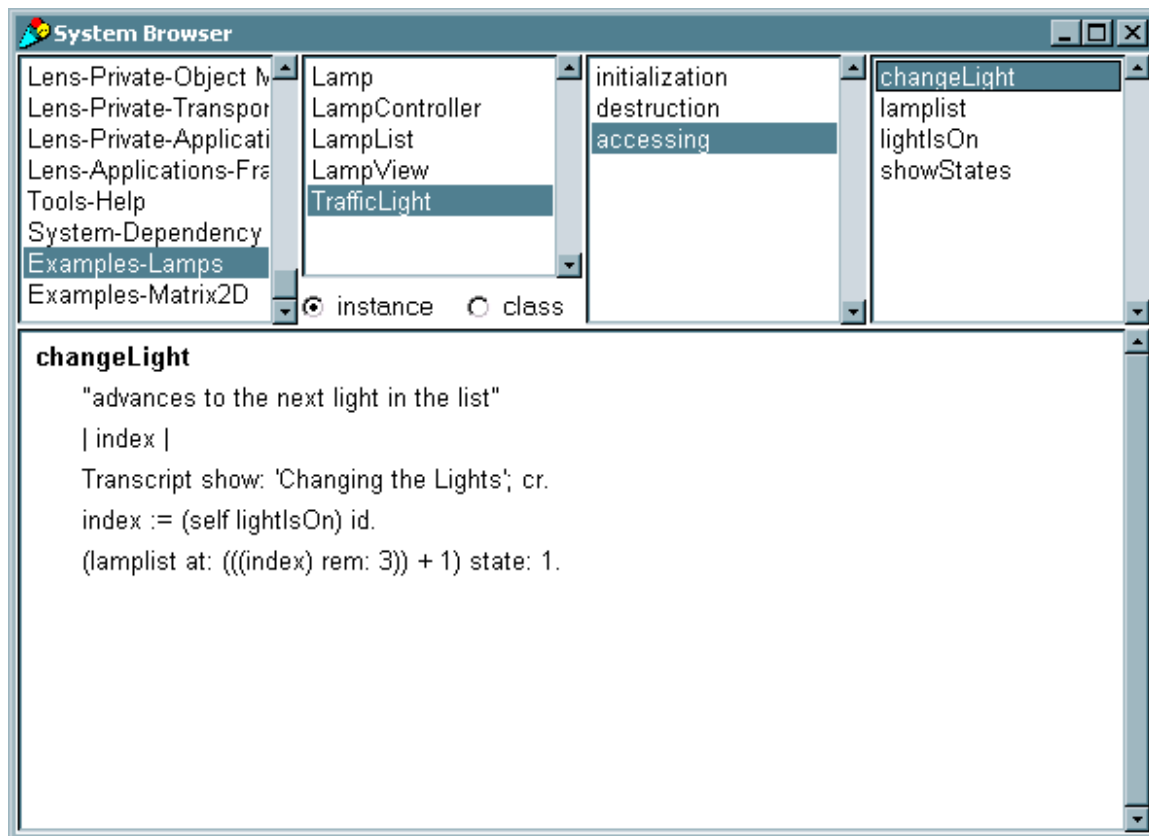 System Browser
Lens-Private-Object M
Lens-Private-Transpor
Lens-Private-Applicati
Lens-Applications-Fra
Tools-Help
System-Dependency
Examples-Lamps
Examples-Matrix2D
Lamp
LampController
LampList
LampView
TrafficLight
instance class
initialization
destruction
accessing
changeLight
lamplist
lightIsOn
showStates
changeLight
"advances to the next light in the list"
| index |
Transcript show: 'Changing the Lights'; cr.
index := (self lightIsOn) id.
(lamplist at: (((index) rem: 3)) + 1) state: 1.